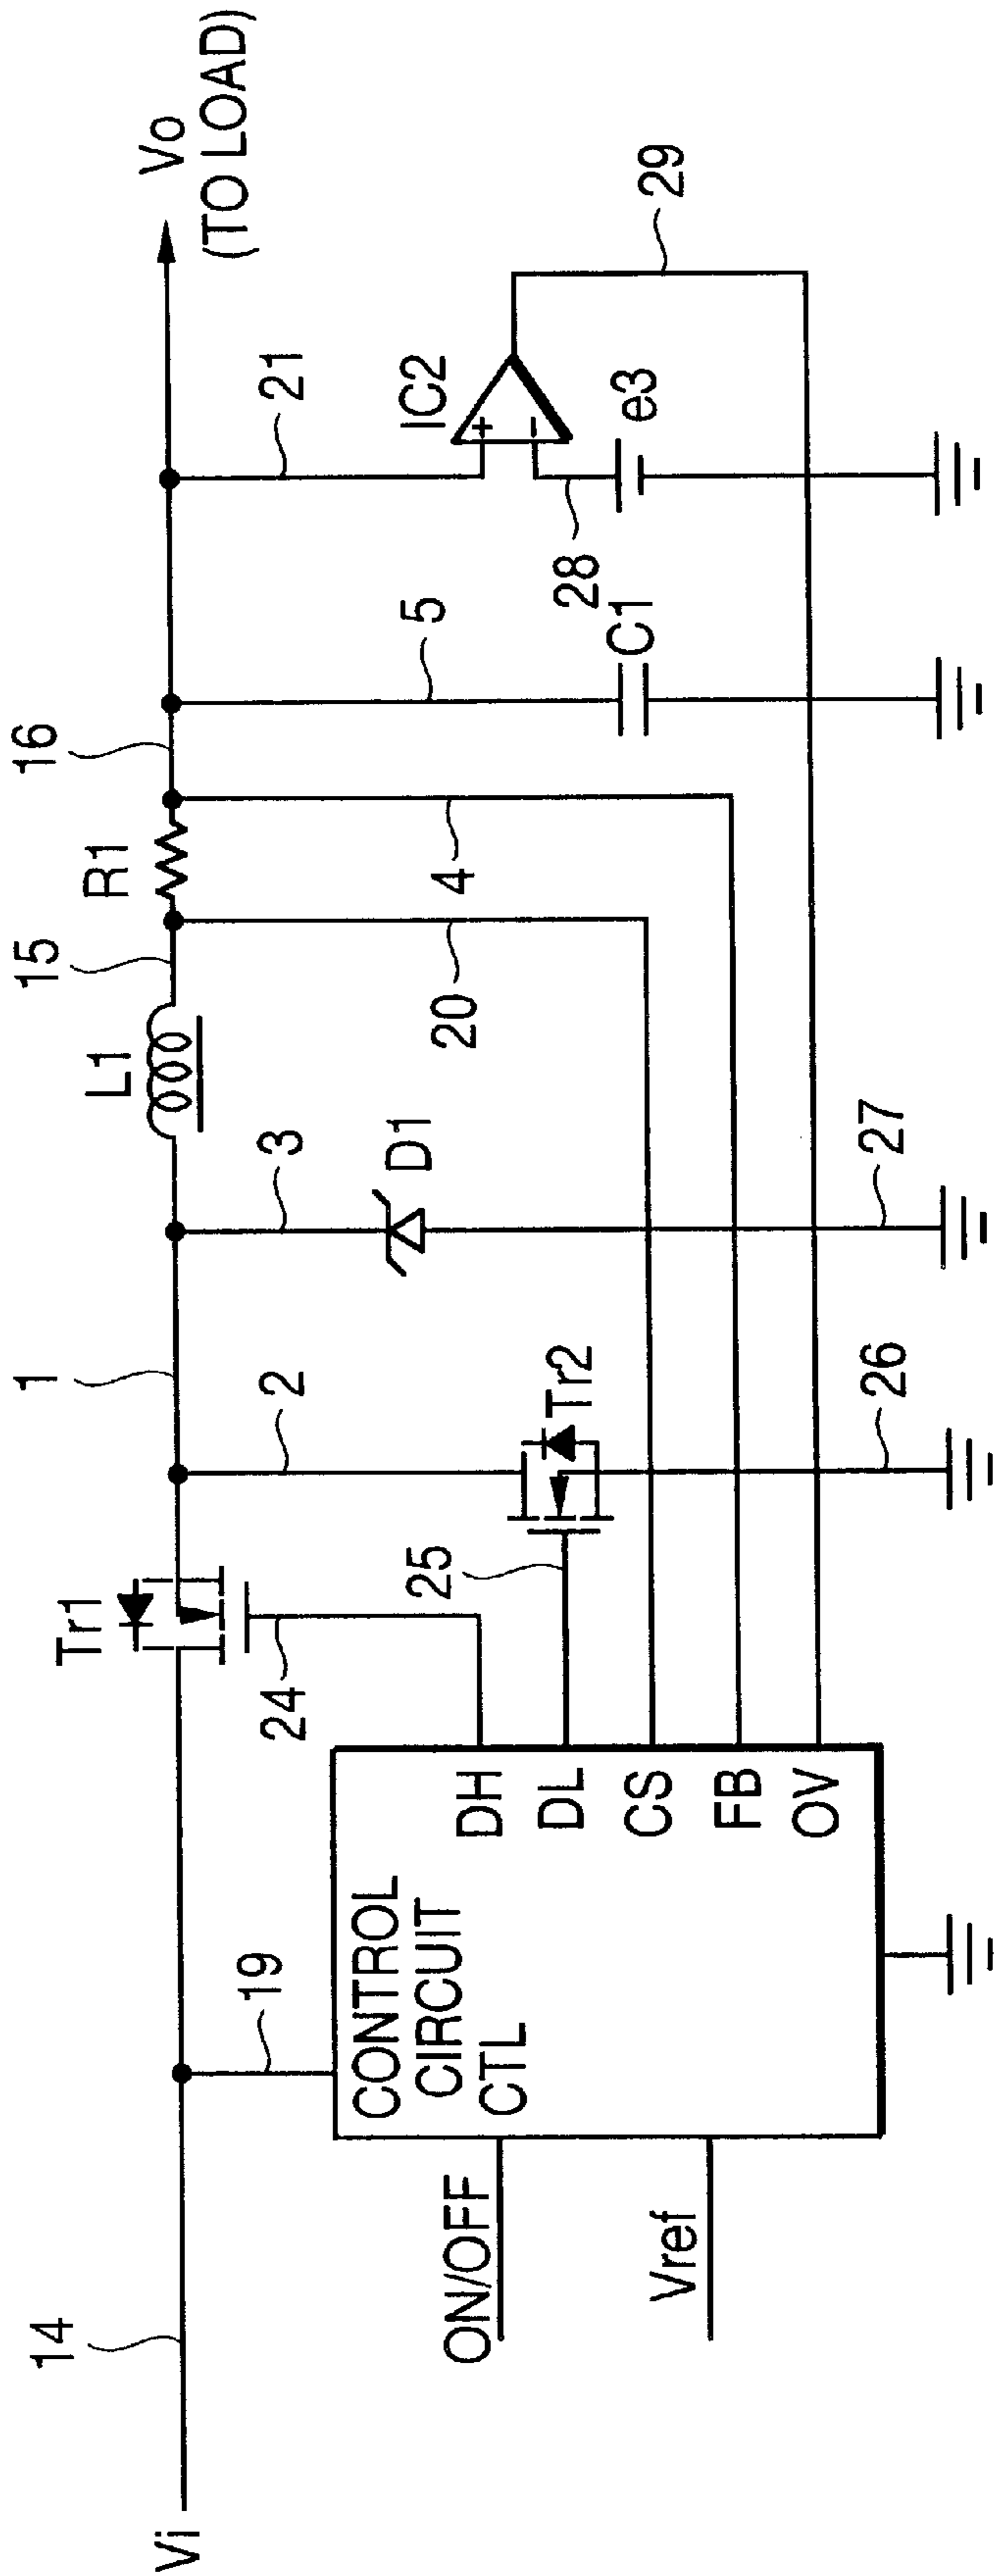 Vi
14
19
ON/OFF
Vref
CONTROL
CIRCUIT
CTL
DH
DL
CS
FB
OV
Tr1
24
25
Tr2
1
2
26
3
D1
27
L1
15
20
R1
4
16
5
C1
21
28
IC2
+
−
e3
29
Vo
(TO LOAD)